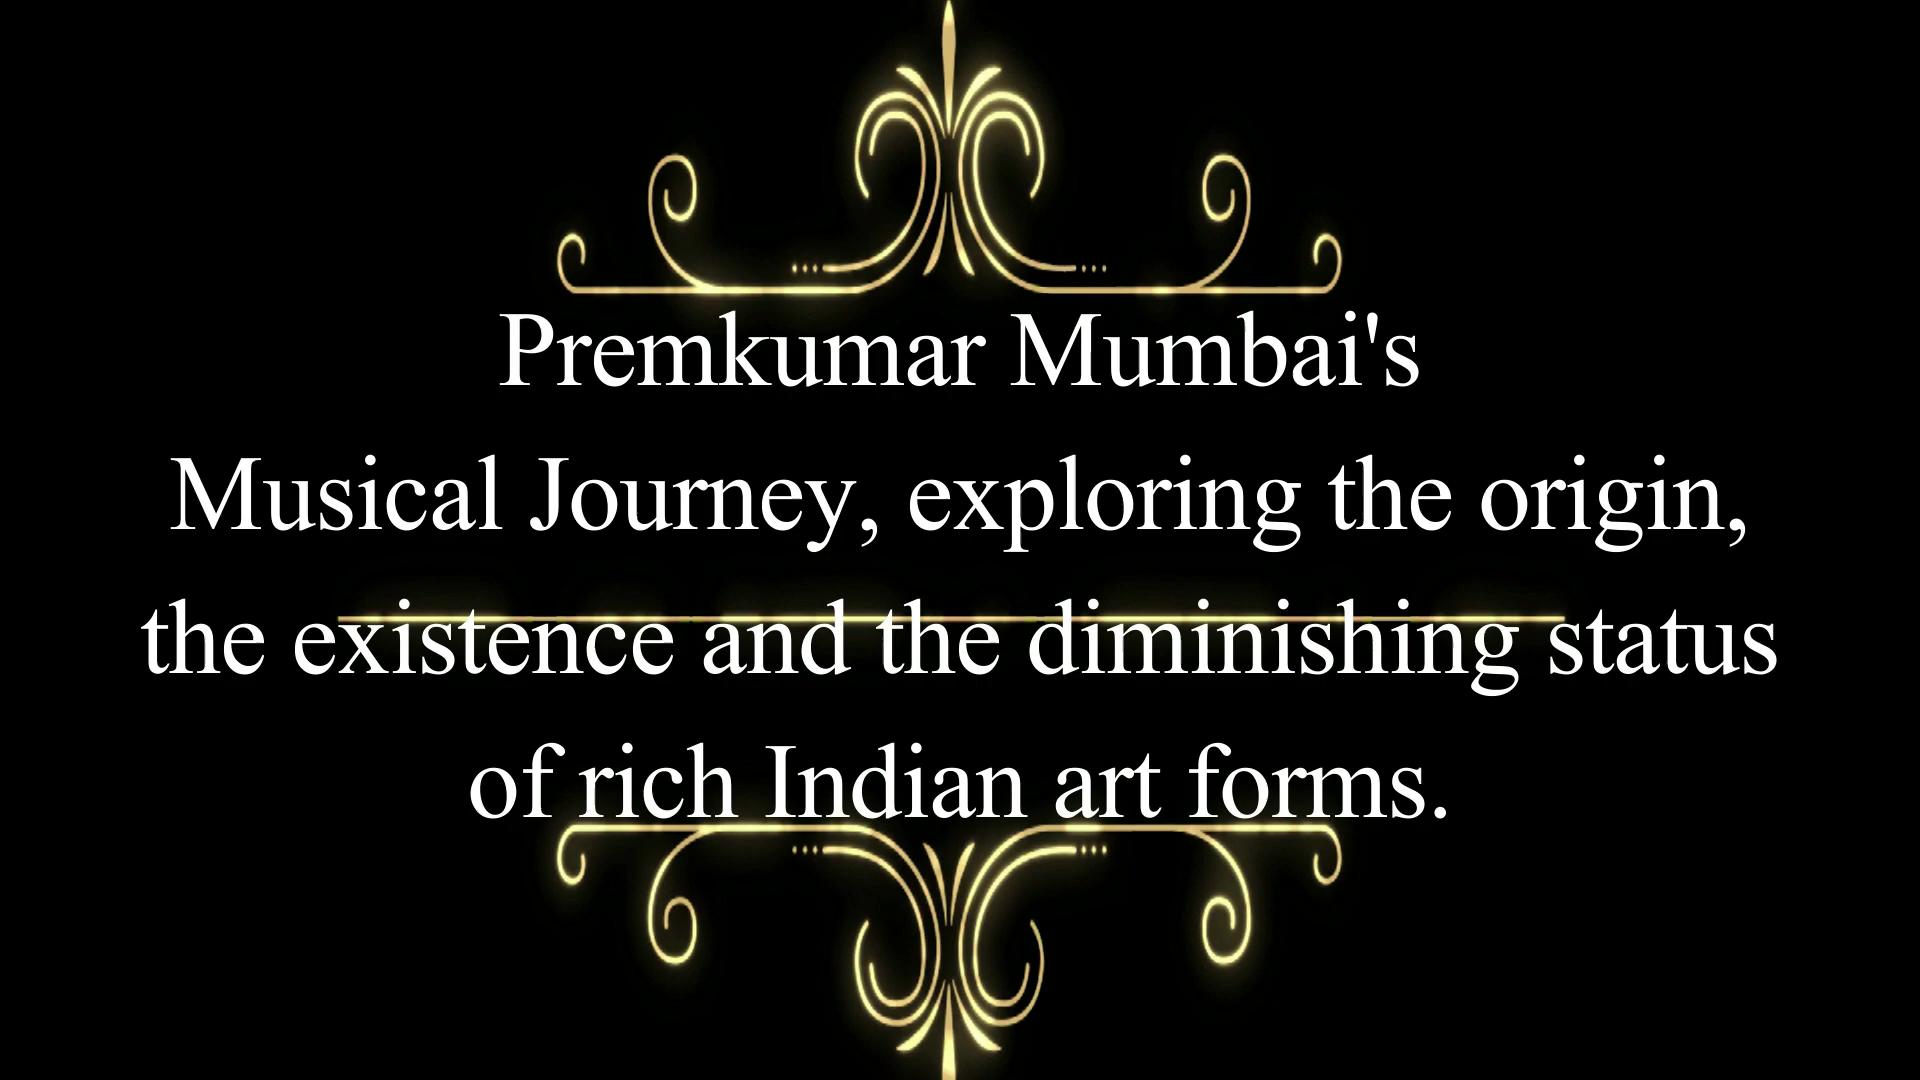 Premkumar Mumbai's
Musical Journey, exploring the origin,
the existence and the diminishing status
of rich Indian art forms.